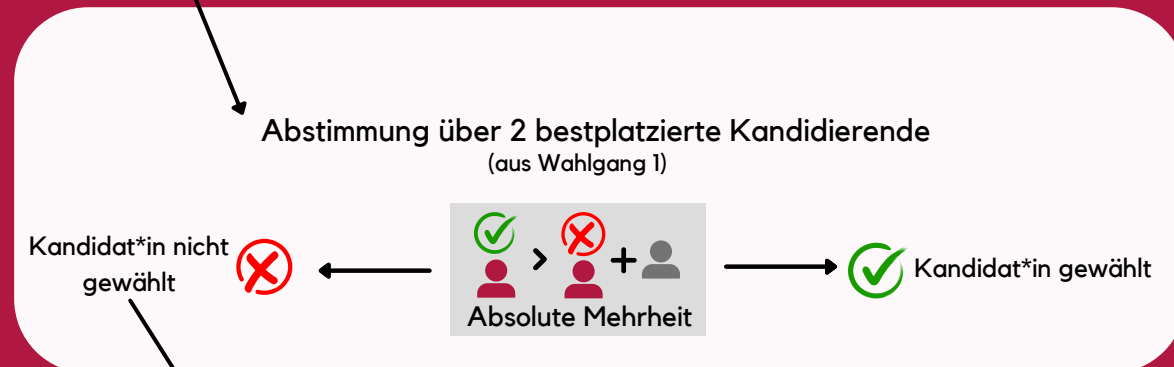 Abstimmung über 2 bestplatzierte Kandidierende
(aus Wahlgang 1)
Kandidat*in nicht
gewählt
>
+
Absolute Mehrheit
Kandidat*in gewählt